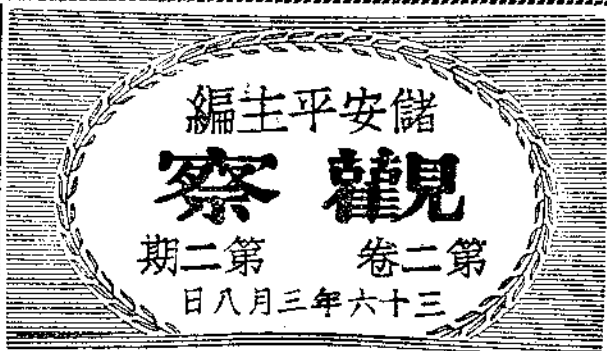 儲安平主編
觀察
第二卷 第二期
三十六年三月八日